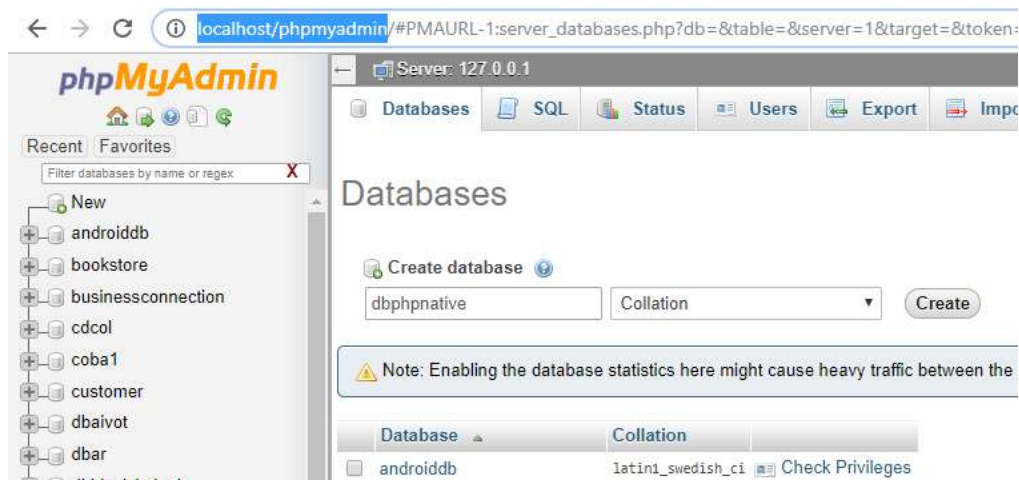 localhost/phpmyadmin/#PMAURL-1:server_databases.php?db=&table=&server=1&target=&token=
phpMyAdmin
Recent Favorites
Filter databases by name or regex X
New
androiddb
bookstore
businessconnection
cdcol
coba1
customer
dbaivot
dbar
Server: 127.0.0.1
Databases SQL Status Users Export Impo
Databases
Create database
dbphpnative Collation Create
Note: Enabling the database statistics here might cause heavy traffic between the
Database Collation
androiddb latin1_swedish_ci Check Privileges